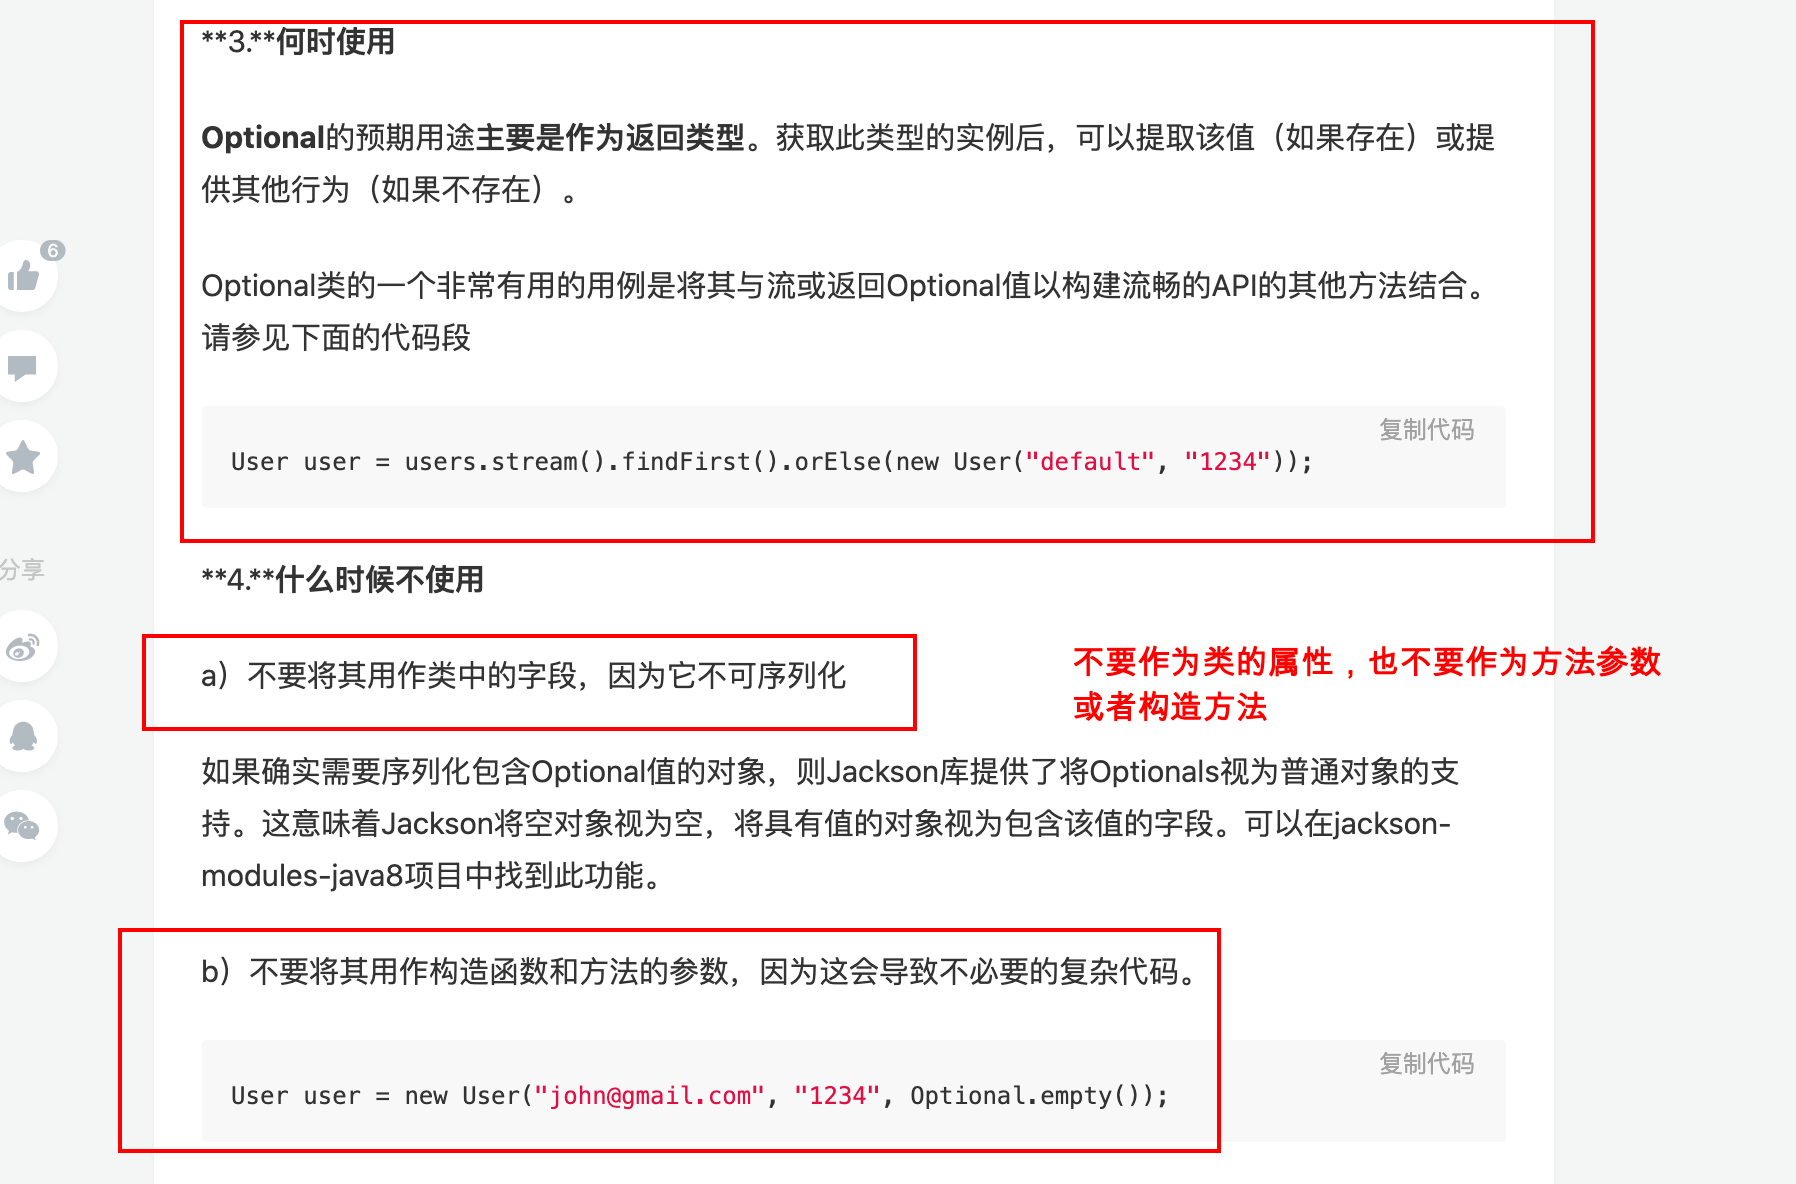 **3.**何时使用
Optional的预期用途主要是作为返回类型。获取此类型的实例后，可以提取该值（如果存在）或提
供其他行为（如果不存在）。
6
Optional类的一个非常有用的用例是将其与流或返回Optional值以构建流畅的API的其他方法结合。
请参见下面的代码段
复制代码
User user = users.stream().findFirst().orElse(new User("default", "1234"));
分享
**4.**什么时候不使用
a）不要将其用作类中的字段，因为它不可序列化
不要作为类的属性，也不要作为方法参数
或者构造方法
如果确实需要序列化包含Optional值的对象，则Jackson库提供了将Optionals视为普通对象的支
持。这意味着Jackson将空对象视为空，将具有值的对象视为包含该值的字段。可以在jackson-
modules-java8项目中找到此功能。
b）不要将其用作构造函数和方法的参数，因为这会导致不必要的复杂代码。
复制代码
User user = new User("john@gmail.com", "1234", Optional.empty());